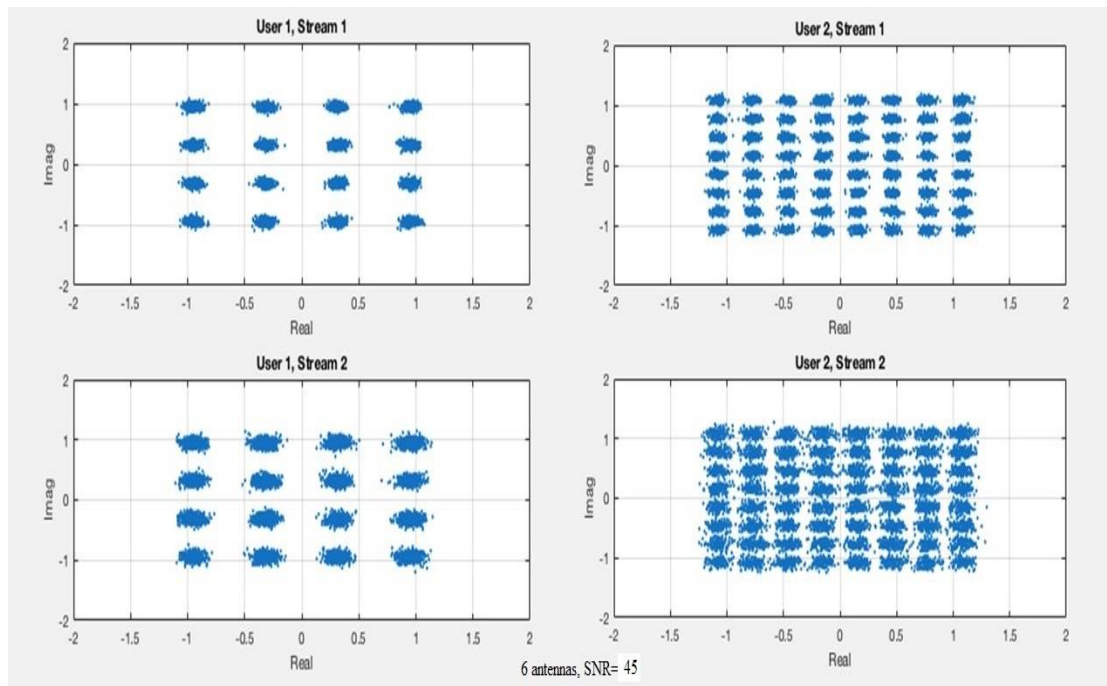 User 1, Stream 1
2
1
0
-1
-2
Imag
-2 -1.5 -1 -0.5 0 0.5 1 1.5 2
Real
User 2, Stream 1
2
1
0
-1
-2
Imag
-2 -1.5 -1 -0.5 0 0.5 1 1.5 2
Real
User 1, Stream 2
2
1
0
-1
-2
Imag
-2 -1.5 -1 -0.5 0 0.5 1 1.5 2
Real
User 2, Stream 2
2
1
0
-1
-2
Imag
-2 -1.5 -1 -0.5 0 0.5 1 1.5 2
Real
6 antennas, SNR= 45